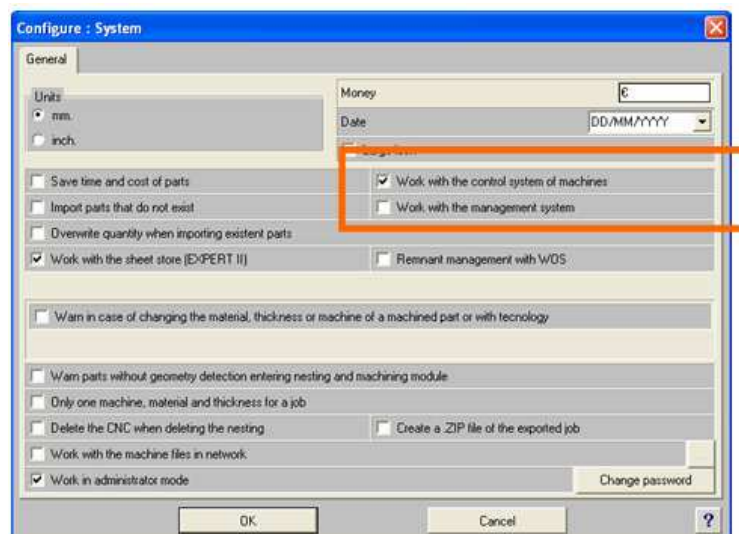 Configure : System
General
Units
mm.
inch.
Money €
Date DD/MM/YYYY
Save time and cost of parts
Work with the control system of machines
Import parts that do not exist
Work with the management system
Overwrite quantity when importing existent parts
Work with the sheet store (EXPERT II)
Remnant management with WOS
Warn in case of changing the material, thickness or machine of a machined part or with tecnology
Warn parts without geometry detection entering nesting and machining module
Only one machine, material and thickness for a job
Delete the CNC when deleting the nesting
Create a .ZIP file of the exported job
Work with the machine files in network
Work in administrator mode
Change password
OK
Cancel
?